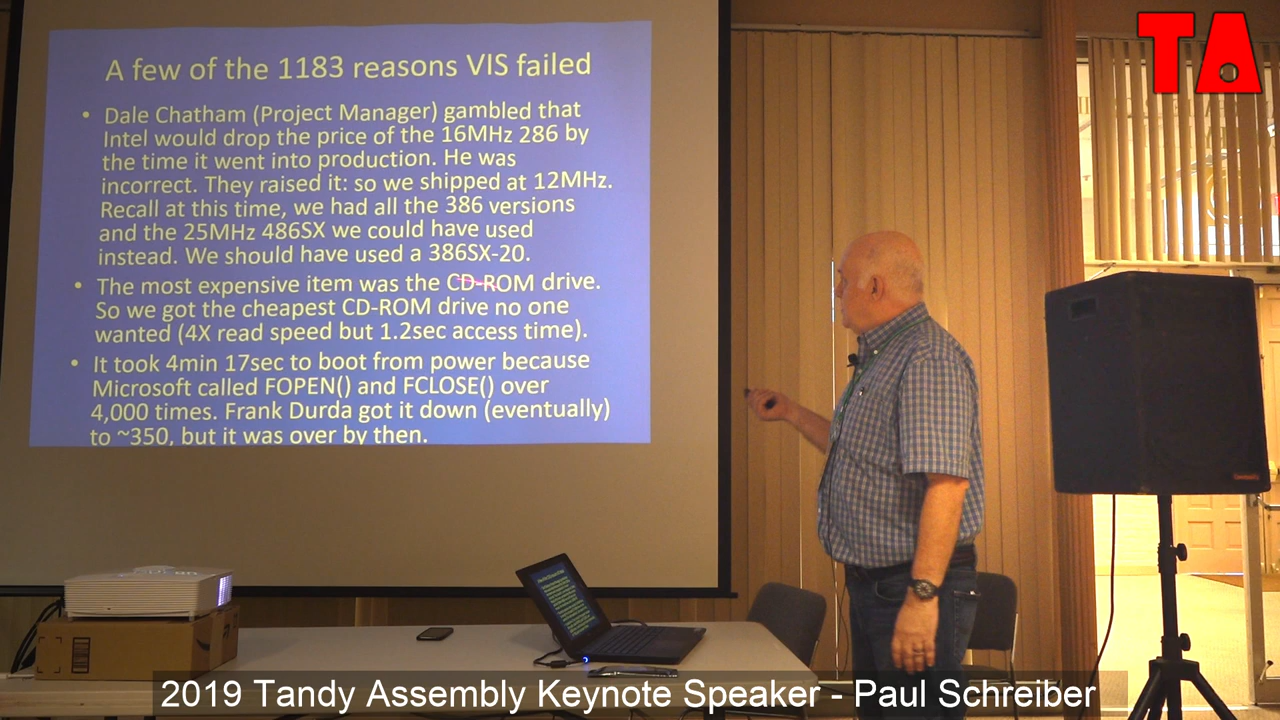 TA
A few of the 1183 reasons VIS failed
• Dale Chatham (Project Manager) gambled that
Intel would drop the price of the 16MHz 286 by
the time it went into production. He was
incorrect. They raised it: so we shipped at 12MHz.
Recall at this time, we had all the 386 versions
and the 25MHz 486SX we could have used
instead. We should have used a 386SX-20.
• The most expensive item was the CD-ROM drive.
So we got the cheapest CD-ROM drive no one
wanted (4X read speed but 1.2sec access time).
• It took 4min 17sec to boot from power because
Microsoft called FOPEN() and FCLOSE() over
4,000 times. Frank Durda got it down (eventually)
to ~350, but it was over by then.
2019 Tandy Assembly Keynote Speaker - Paul Schreiber